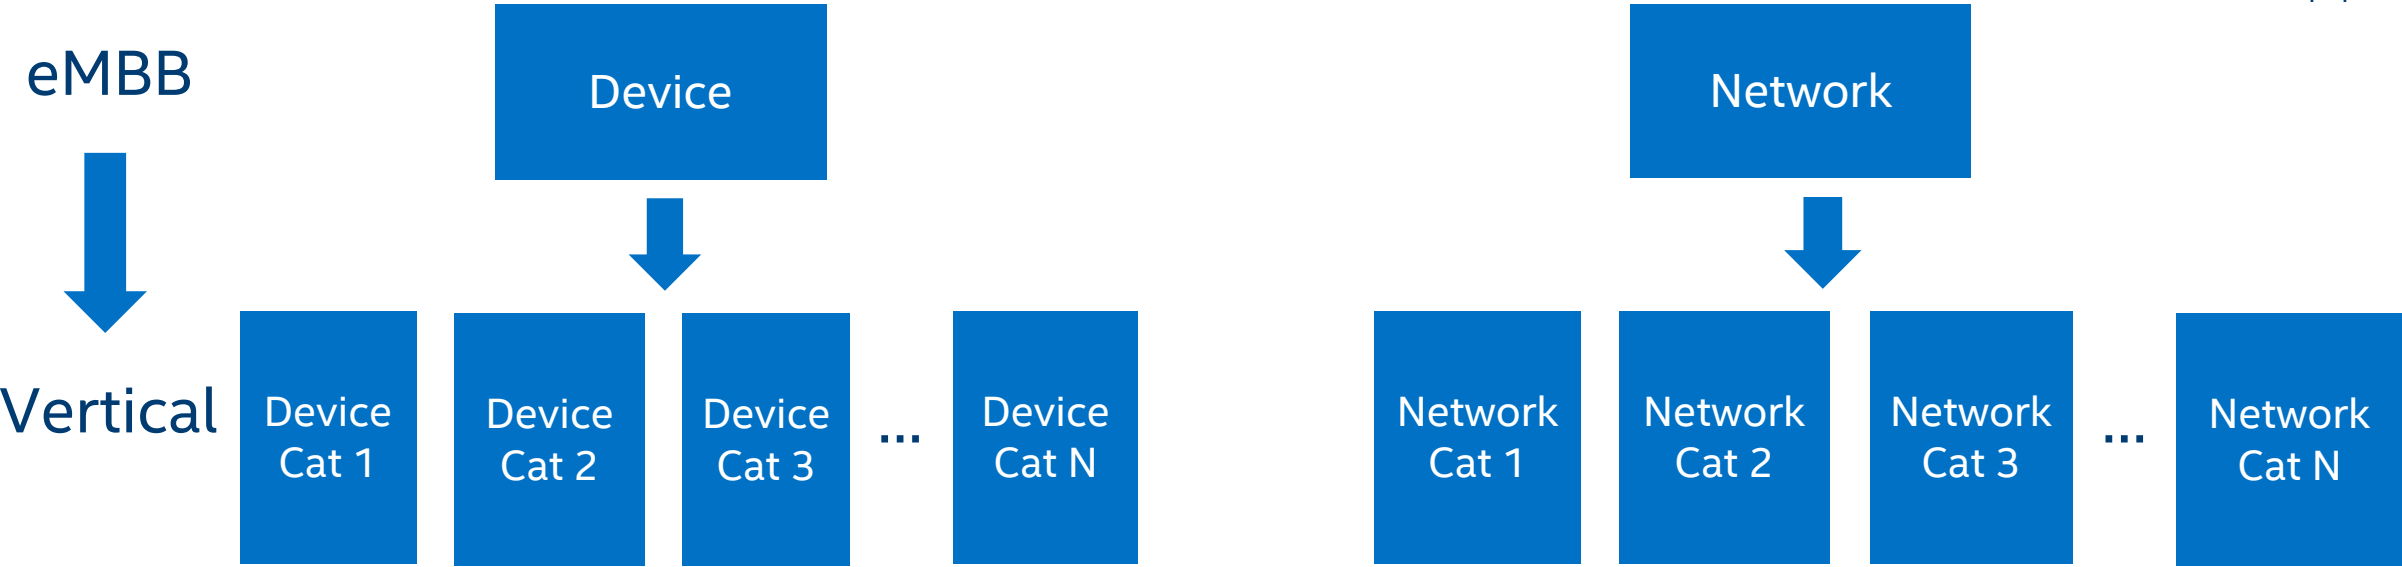 eMBB
Device
Network
Vertical
Device
Cat 1
Device
Cat 2
Device
Cat 3
...
Device
Cat N
Network
Cat 1
Network
Cat 2
Network
Cat 3
...
Network
Cat N